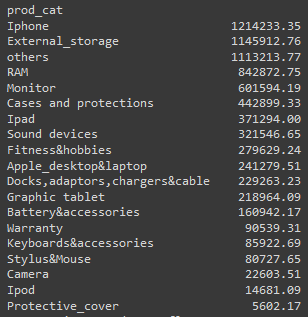 prod_cat
Iphone 1214233.35
External_storage 1145912.76
others 1113213.77
RAM 842872.75
Monitor 601594.19
Cases and protections 442899.33
Ipad 371294.00
Sound devices 321546.65
Fitness&hobbies 279629.24
Apple_desktop&laptop 241279.51
Docks,adaptors,chargers&cable 229263.23
Graphic tablet 218964.09
Battery&accessories 160942.17
Warranty 90539.31
Keyboards&accessories 85922.69
Stylus&Mouse 80727.65
Camera 22603.51
Ipod 14681.09
Protective_cover 5602.17